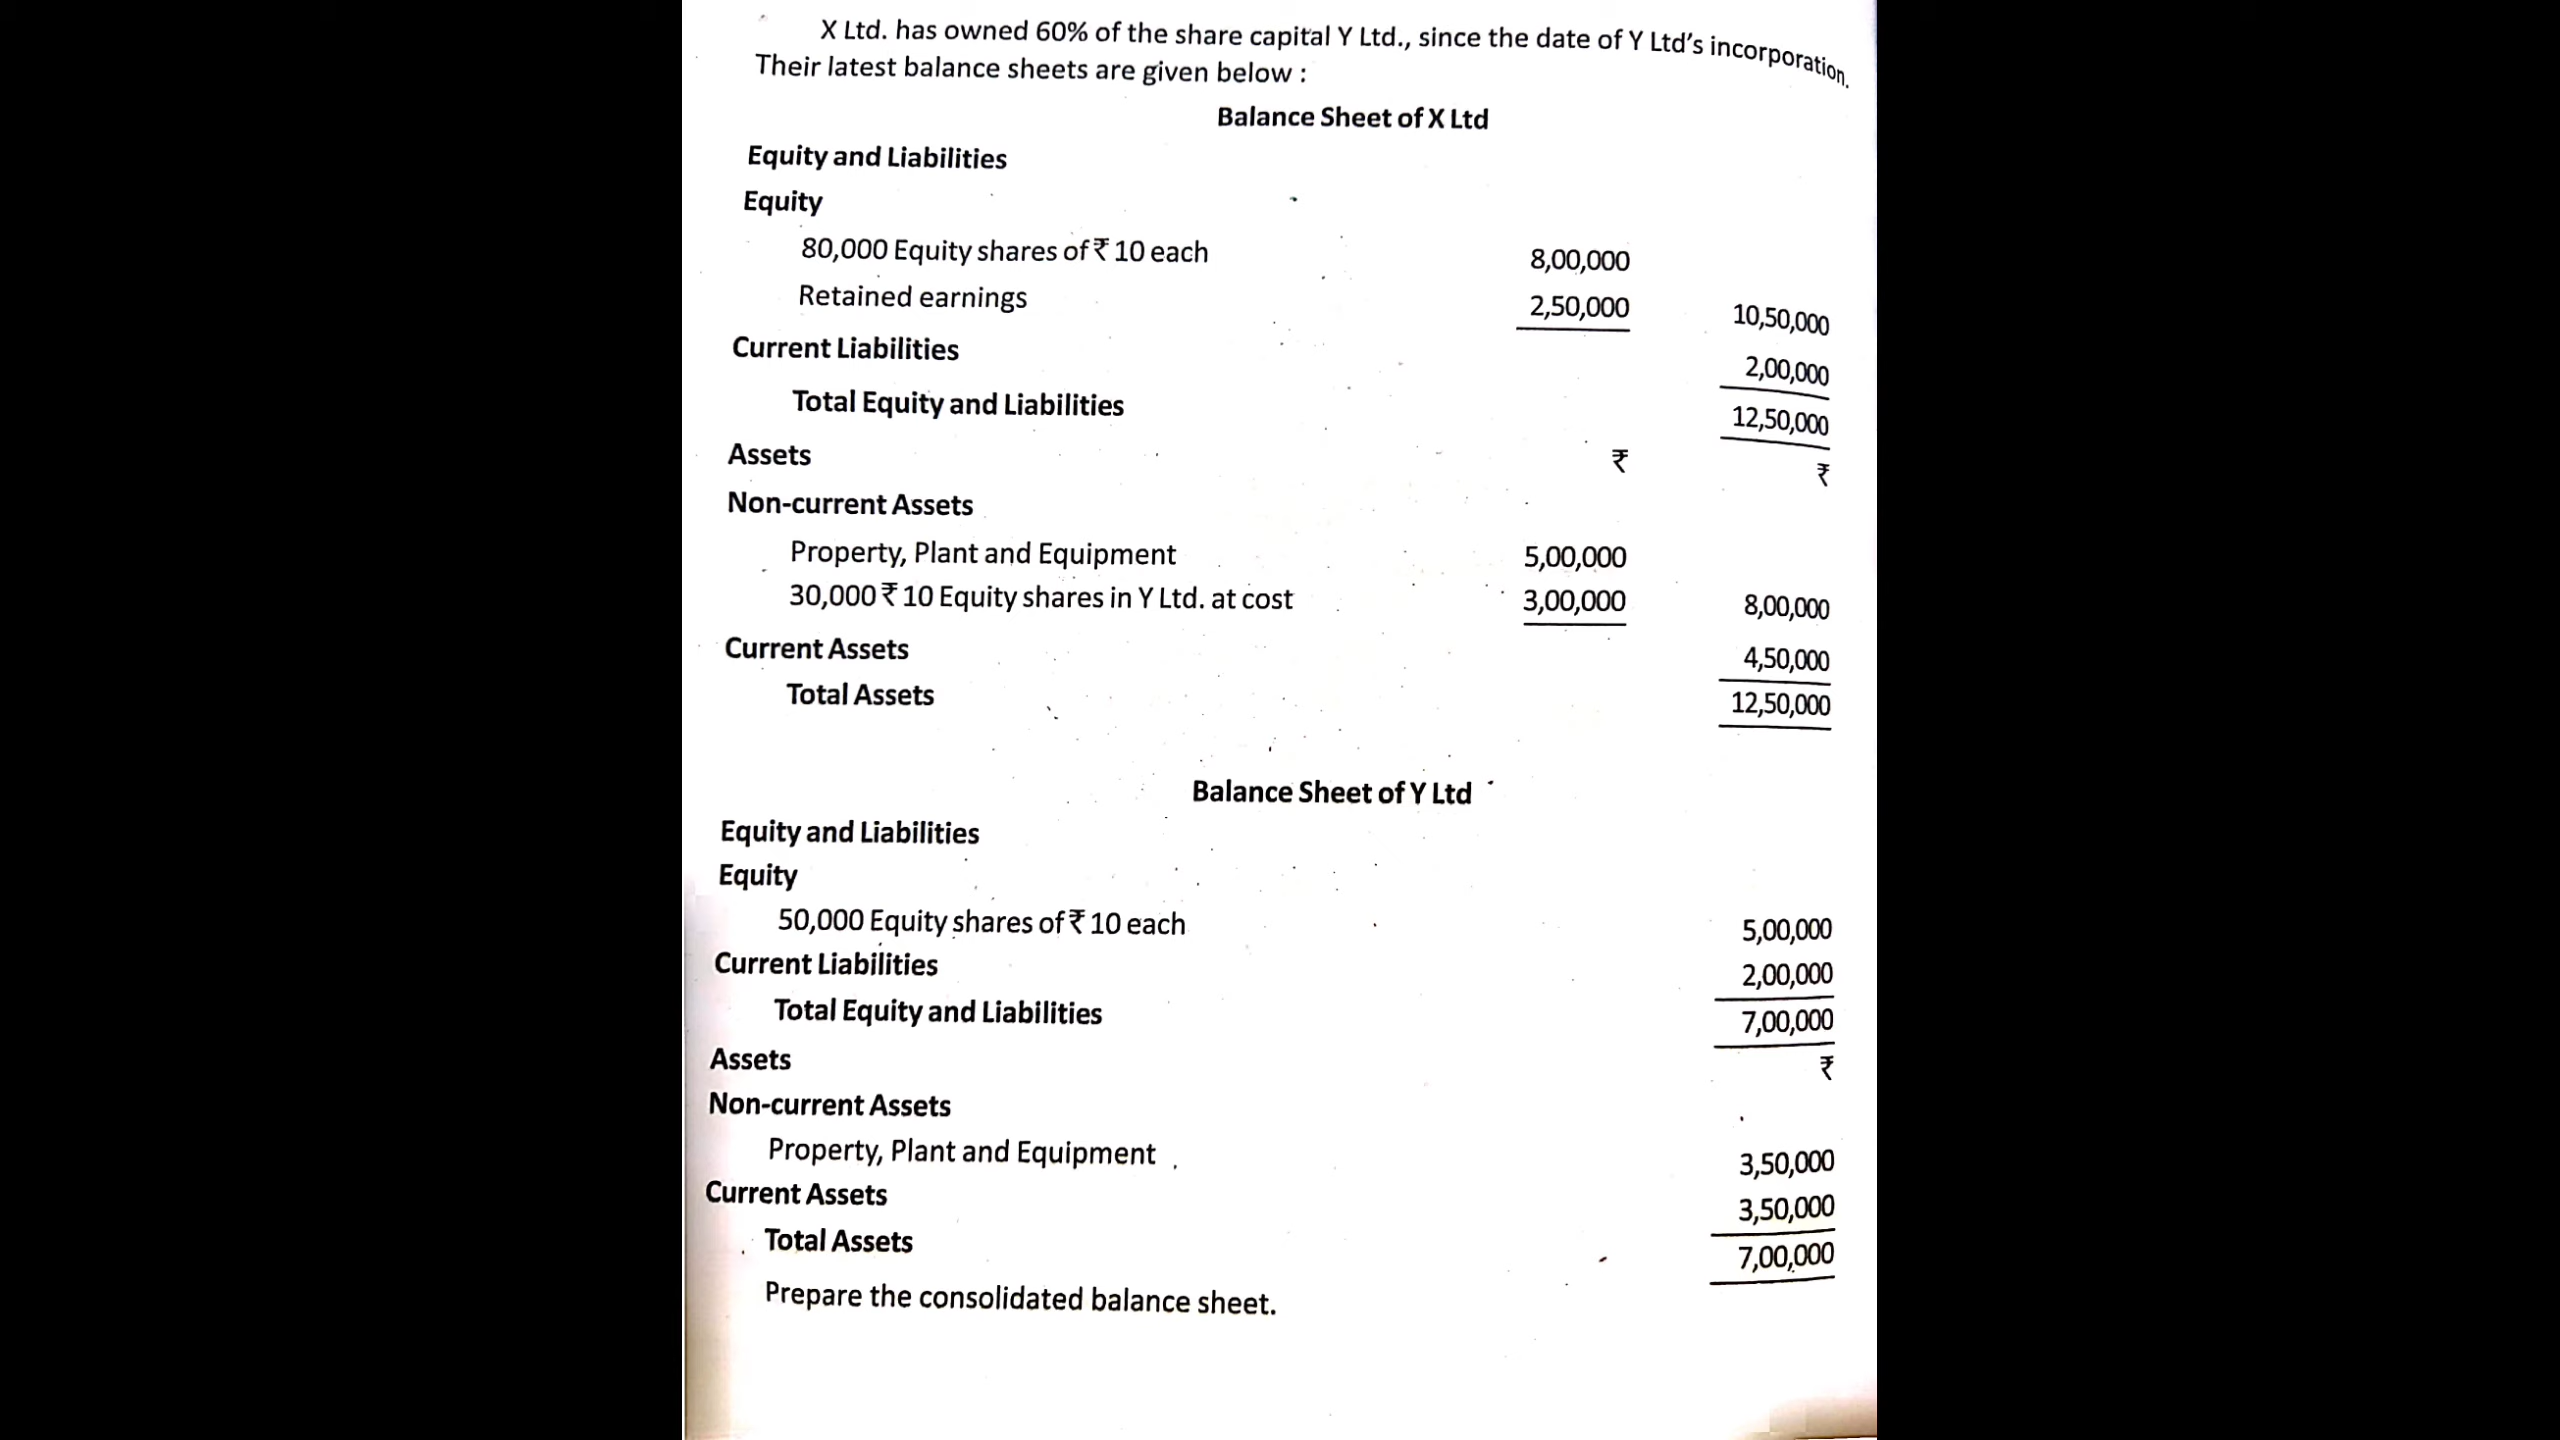 X Ltd. has owned 60% of the share capital Y Ltd., since the date of Y Ltd's incorporation.
Their latest balance sheets are given below :
Balance Sheet of X Ltd
Equity and Liabilities
Equity
80,000 Equity shares of ₹ 10 each 8,00,000
Retained earnings 2,50,000 10,50,000
Current Liabilities 2,00,000
Total Equity and Liabilities 12,50,000
Assets ₹ ₹
Non-current Assets
Property, Plant and Equipment 5,00,000
30,000 ₹ 10 Equity shares in Y Ltd. at cost 3,00,000 8,00,000
Current Assets 4,50,000
Total Assets 12,50,000
Balance Sheet of Y Ltd
Equity and Liabilities
Equity
50,000 Equity shares of ₹ 10 each 5,00,000
Current Liabilities 2,00,000
Total Equity and Liabilities 7,00,000
Assets ₹
Non-current Assets
Property, Plant and Equipment 3,50,000
Current Assets 3,50,000
Total Assets 7,00,000
Prepare the consolidated balance sheet.